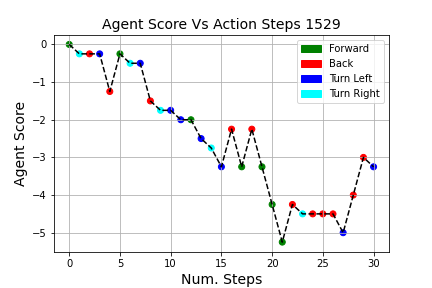 Agent Score Vs Action Steps 1529
Forward
Back
Turn Left
Turn Right
0
−1
−2
−3
−4
−5
Agent Score
0 5 10 15 20 25 30
Num. Steps